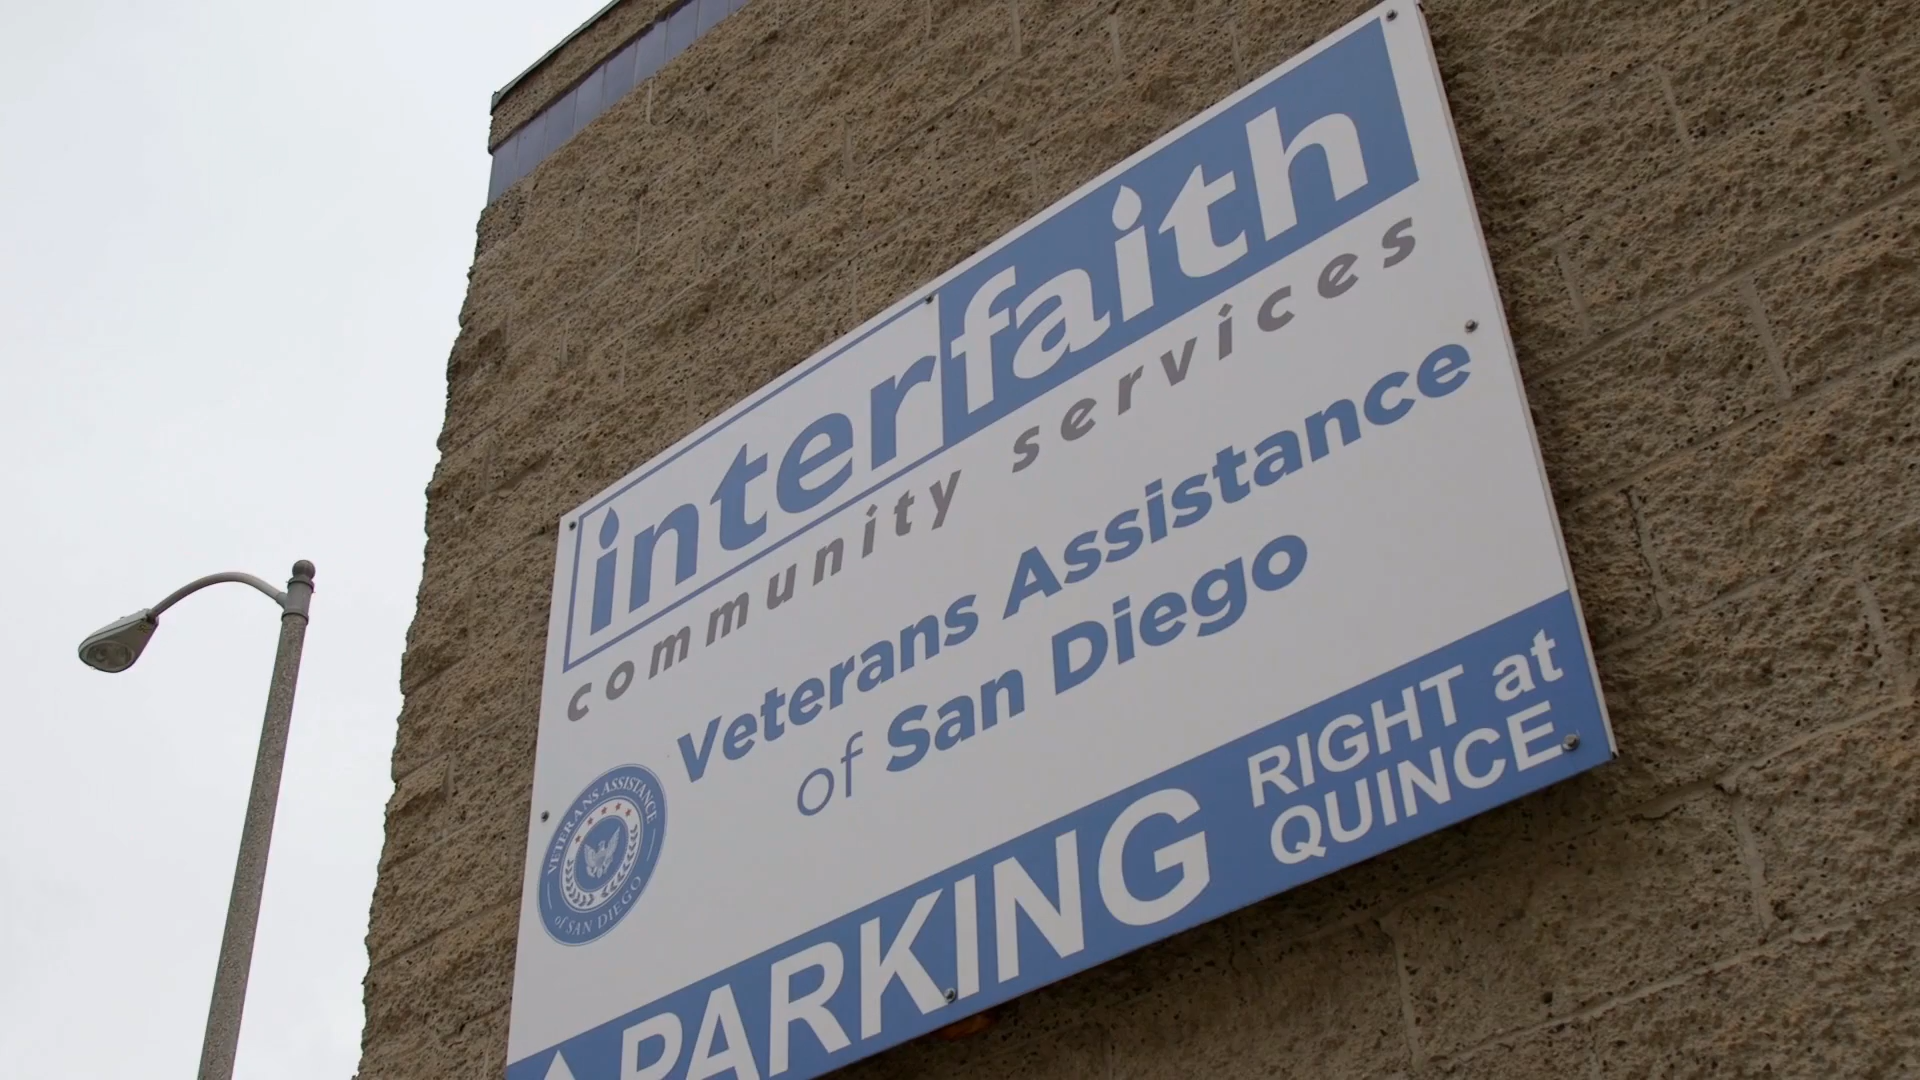 interfaith
community services
Veterans Assistance
of San Diego
VETERANS ASSISTANCE
of SAN DIEGO
PARKING
RIGHT at
QUINCE